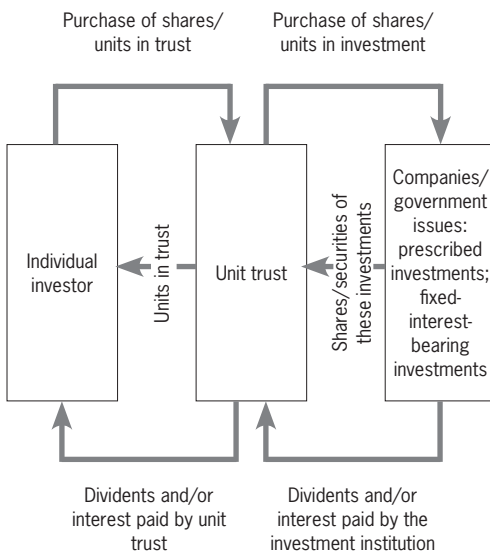 Purchase of shares/
units in trust
Purchase of shares/
units in investment
Individual
investor
Units in trust
Unit trust
Shares/securities of
these investments
Companies/
government
issues:
prescribed
investments;
fixed-
interest-
bearing
investments
Dividents and/or
interest paid by unit
trust
Dividents and/or
interest paid by the
investment institution